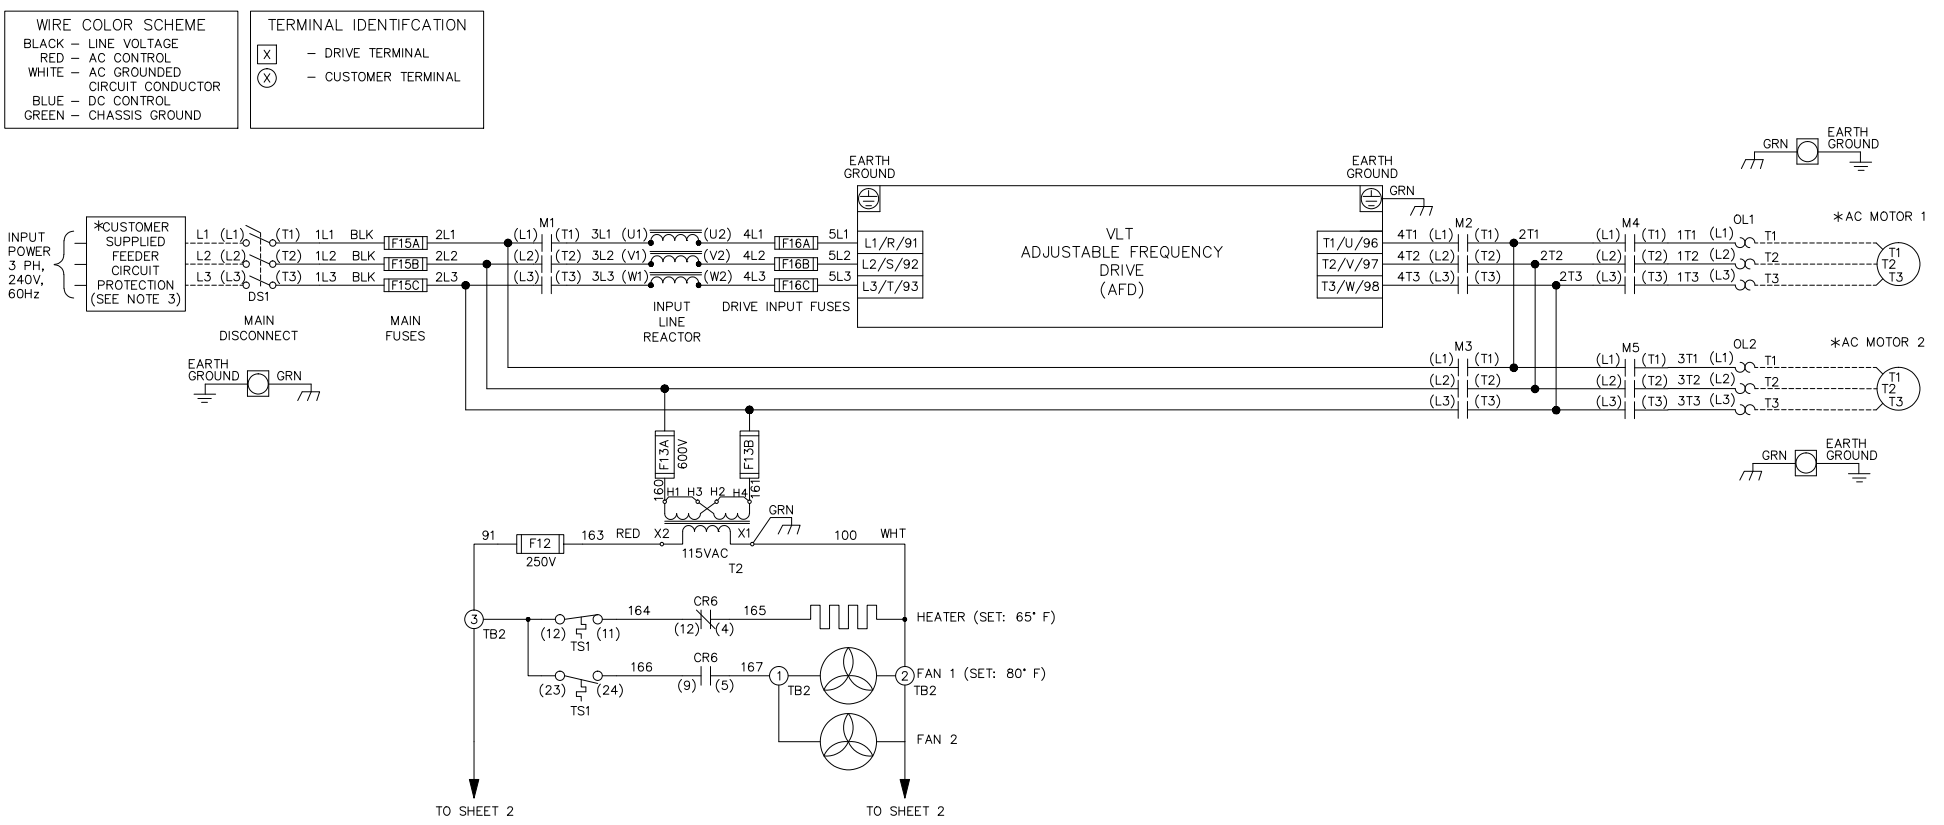 WIRE COLOR SCHEME
BLACK – LINE VOLTAGE
RED – AC CONTROL
WHITE – AC GROUNDED
CIRCUIT CONDUCTOR
BLUE – DC CONTROL
GREEN – CHASSIS GROUND
TERMINAL IDENTIFCATION
X – DRIVE TERMINAL
X – CUSTOMER TERMINAL
EARTH
GROUND
GRN
EARTH
GROUND
EARTH
GROUND
GRN
INPUT
POWER
3 PH,
240V,
60Hz
*CUSTOMER
SUPPLIED
FEEDER
CIRCUIT
PROTECTION
(SEE NOTE 3)
M1
M2
M4
OL1
*AC MOTOR 1
L1 (L1) (T1) 1L1 BLK F15A 2L1 (L1) (T1) 3L1 (U1) (U2) 4L1 F16A 5L1 L1/R/91
L2 (L2) (T2) 1L2 BLK F15B 2L2 (L2) (T2) 3L2 (V1) (V2) 4L2 F16B 5L2 L2/S/92
L3 (L3) (T3) 1L3 BLK F15C 2L3 (L3) (T3) 3L3 (W1) (W2) 4L3 F16C 5L3 L3/T/93
VLT
ADJUSTABLE FREQUENCY
DRIVE
(AFD)
T1/U/96 4T1 (L1) (T1) 2T1 (L1) (T1) 1T1 (L1) T1
T2/V/97 4T2 (L2) (T2) 2T2 (L2) (T2) 1T2 (L2) T2
T3/W/98 4T3 (L3) (T3) 2T3 (L3) (T3) 1T3 (L3) T3
T1
T2
T3
DS1
MAIN
DISCONNECT
MAIN
FUSES
INPUT
LINE
REACTOR
DRIVE INPUT FUSES
EARTH
GROUND
GRN
M3
M5
OL2
*AC MOTOR 2
(L1) (T1) (L1) (T1) 3T1 (L1) T1
(L2) (T2) (L2) (T2) 3T2 (L2) T2
(L3) (T3) (L3) (T3) 3T3 (L3) T3
T1
T2
T3
GRN
EARTH
GROUND
F13A
600V
F13B
160
H1 H3 H2 H4
161
GRN
91 F12 163 RED X2 X1 100 WHT
250V
115VAC
T2
3
TB2
(12) (11)
TS1
164
CR6
(12) (4)
165
HEATER (SET: 65° F)
(23) (24)
TS1
166
CR6
(9) (5)
167
1
TB2
2
TB2
FAN 1 (SET: 80° F)
FAN 2
TO SHEET 2
TO SHEET 2